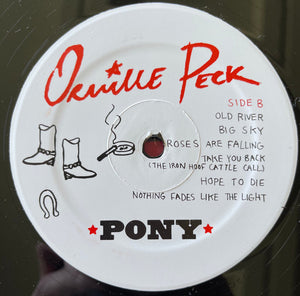 ORVILLE PECK
SIDE B
OLD RIVER
BIG SKY
ROSES ARE FALLING
TAKE YOU BACK
(THE IRON HOOF CATTLE CALL)
HOPE TO DIE
NOTHING FADES LIKE THE LIGHT
PONY